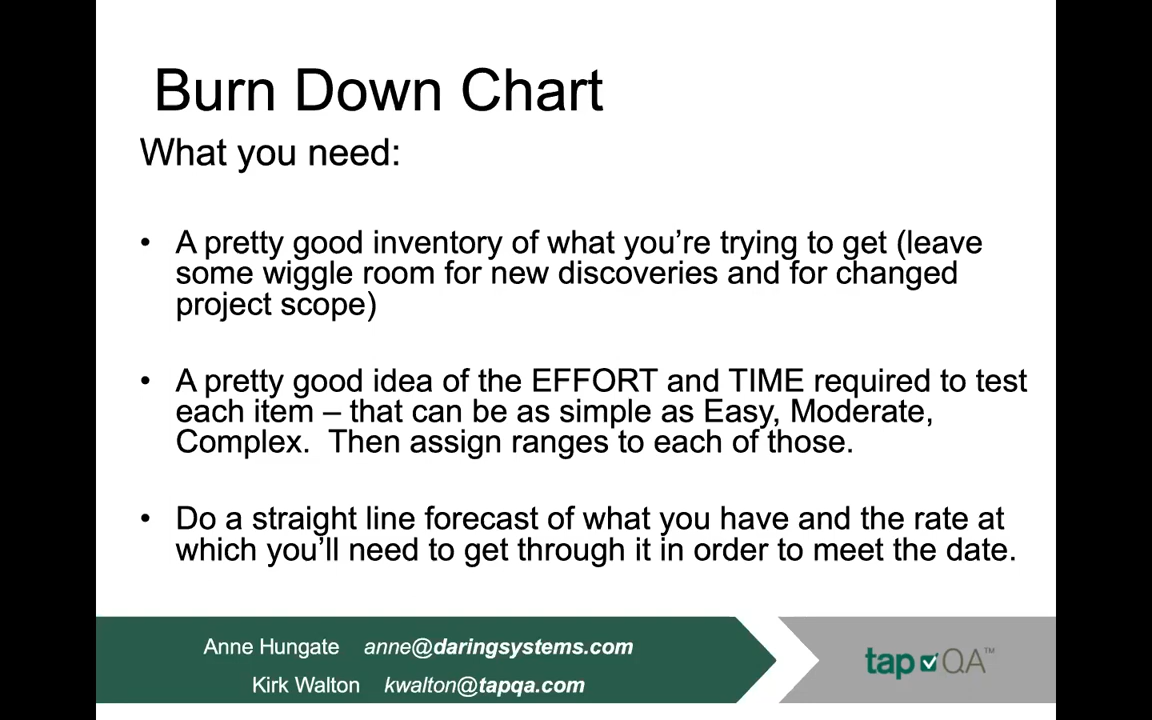 Burn Down Chart
What you need:
• A pretty good inventory of what you’re trying to get (leave
some wiggle room for new discoveries and for changed
project scope)
• A pretty good idea of the EFFORT and TIME required to test
each item – that can be as simple as Easy, Moderate,
Complex.  Then assign ranges to each of those.
• Do a straight line forecast of what you have and the rate at
which you’ll need to get through it in order to meet the date.
Anne Hungate anne@daringsystems.com
Kirk Walton kwalton@tapqa.com
tap QA™